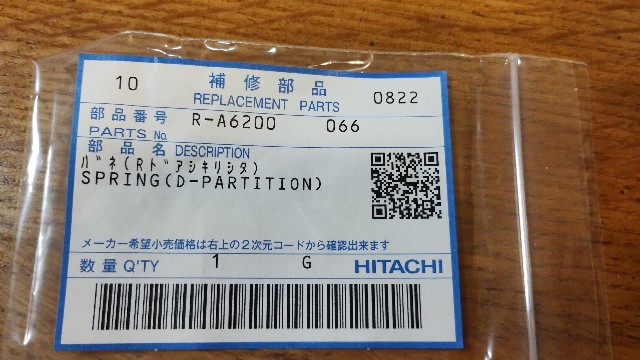 10 補修部品 0822
REPLACEMENT PARTS
部品番号 R-A6200 066
PARTS No.
部品名 DESCRIPTION
ﾊﾞﾈ(Rﾄﾞｱｼｷﾘｼﾀ)
SPRING(D-PARTITION)
メーカー希望小売価格は右上の2次元コードから確認出来ます
数量 Q'TY 1 G HITACHI